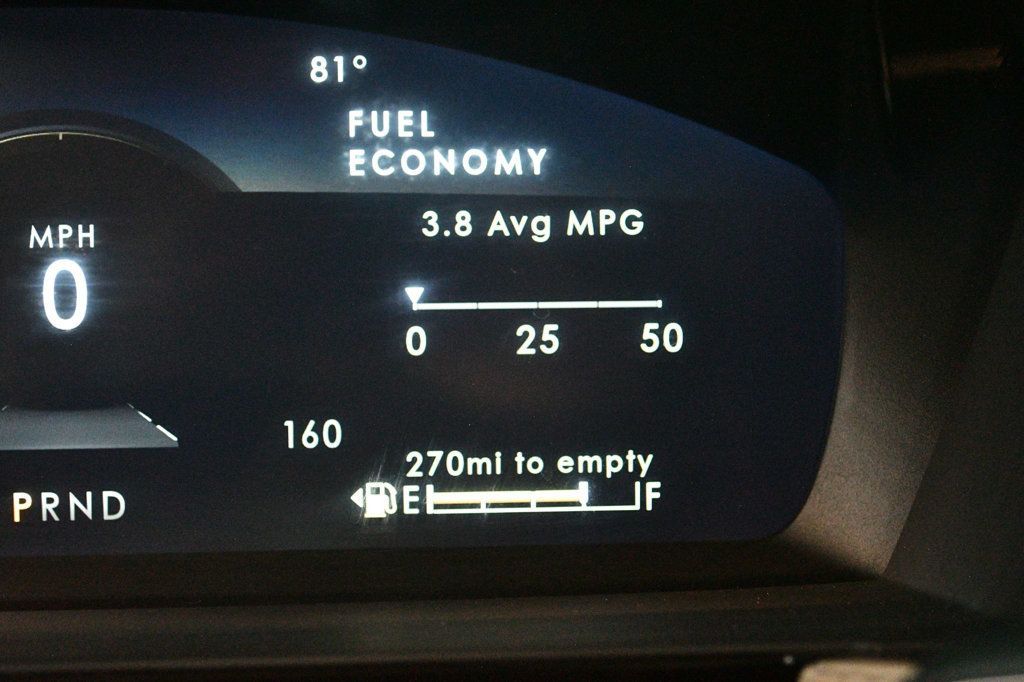 81°
FUEL
ECONOMY
3.8 Avg MPG
MPH
0
0 25 50
160
270mi to empty
E F
PRND